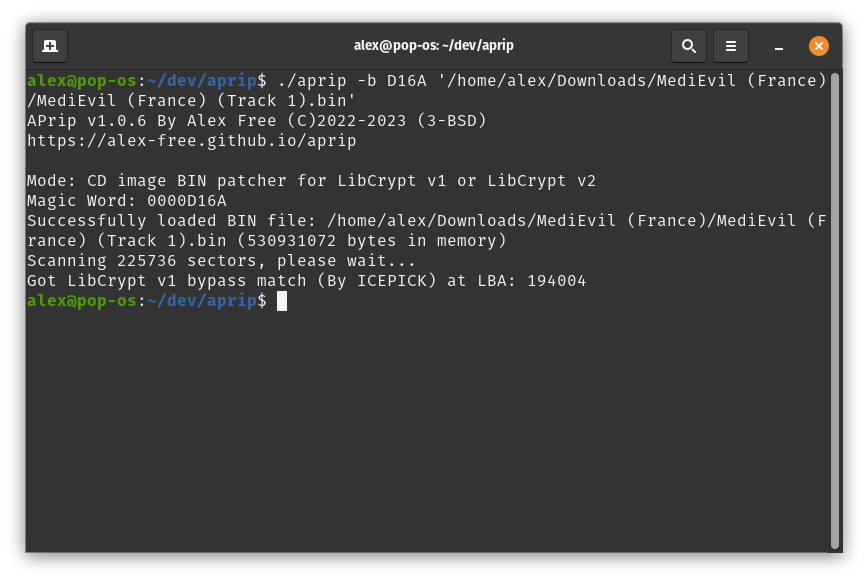 alex@pop-os: ~/dev/aprip
alex@pop-os:~/dev/aprip$ ./aprip -b D16A '/home/alex/Downloads/MediEvil (France)
/MediEvil (France) (Track 1).bin'
APrip v1.0.6 By Alex Free (C)2022-2023 (3-BSD)
https://alex-free.github.io/aprip
Mode: CD image BIN patcher for LibCrypt v1 or LibCrypt v2
Magic Word: 0000D16A
Successfully loaded BIN file: /home/alex/Downloads/MediEvil (France)/MediEvil (F
rance) (Track 1).bin (530931072 bytes in memory)
Scanning 225736 sectors, please wait...
Got LibCrypt v1 bypass match (By ICEPICK) at LBA: 194004
alex@pop-os:~/dev/aprip$